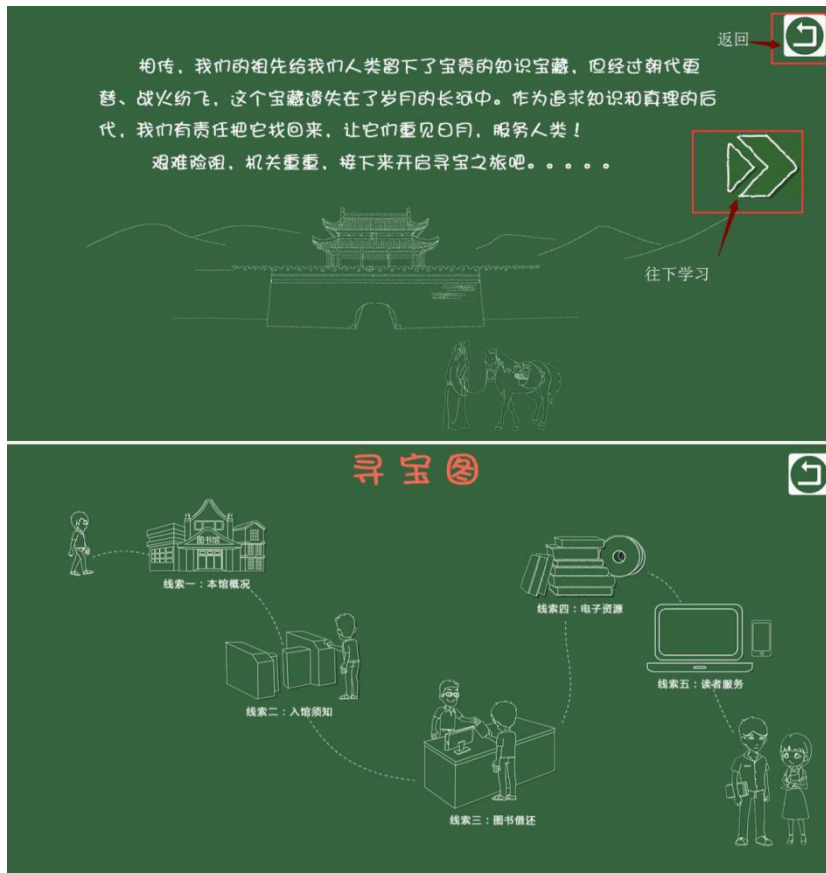 返回
相传，我们的祖先给我们人类留下了宝贵的知识宝藏，但经过朝代更
替、战火纷飞，这个宝藏遗失在了岁月的长河中。作为追求知识和真理的后
代，我们有责任把它找回来，让它们重见日月，服务人类！
艰难险阻，机关重重，接下来开启寻宝之旅吧。。。。。
往下学习
寻宝图
图书馆
线索一：本馆概况
线索二：入馆须知
线索三：图书借还
线索四：电子资源
线索五：读者服务